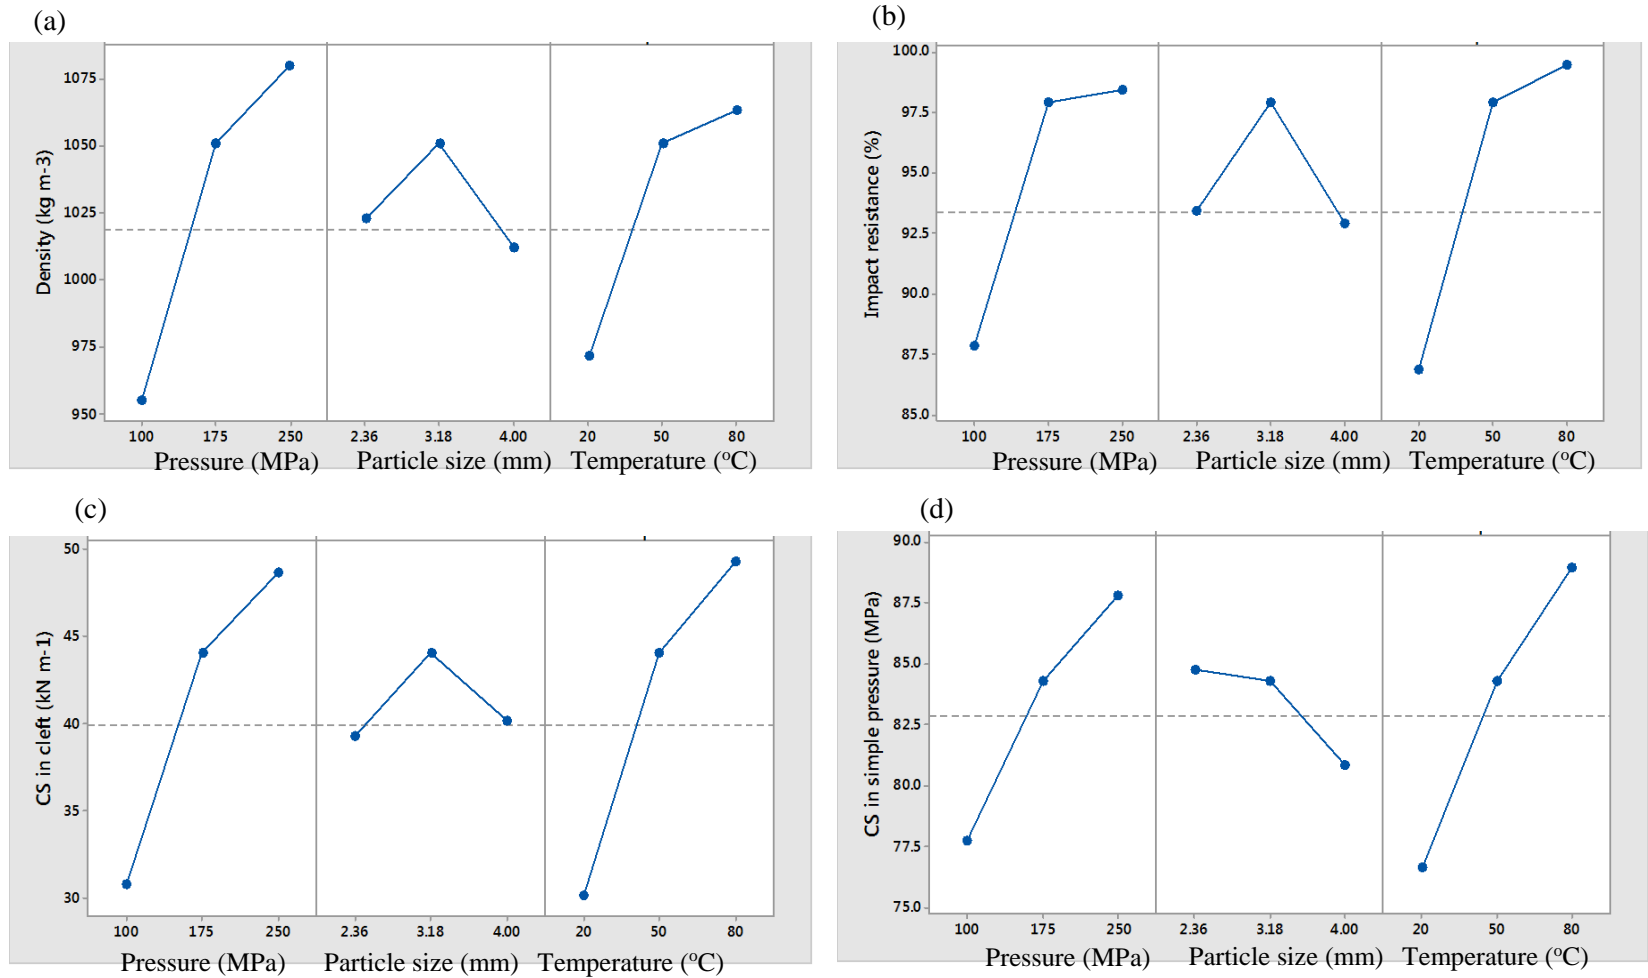 (a)
Density (kg m-3)
1075
1050
1025
1000
975
950
100 175 250 2.36 3.18 4.00 20 50 80
Pressure (MPa) Particle size (mm) Temperature (°C)
(b)
Impact resistance (%)
100.0
97.5
95.0
92.5
90.0
87.5
85.0
100 175 250 2.36 3.18 4.00 20 50 80
Pressure (MPa) Particle size (mm) Temperature (°C)
(c)
CS in cleft (kN m-1)
50
45
40
35
30
100 175 250 2.36 3.18 4.00 20 50 80
Pressure (MPa) Particle size (mm) Temperature (°C)
(d)
CS in simple pressure (MPa)
90.0
87.5
85.0
82.5
80.0
77.5
75.0
100 175 250 2.36 3.18 4.00 20 50 80
Pressure (MPa) Particle size (mm) Temperature (°C)